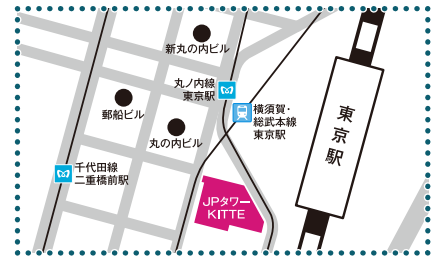 新丸の内ビル
丸ノ内線
東京駅
横須賀・
総武本線
東京駅
郵船ビル
丸の内ビル
千代田線
二重橋前駅
JPタワー
KITTE
東京駅